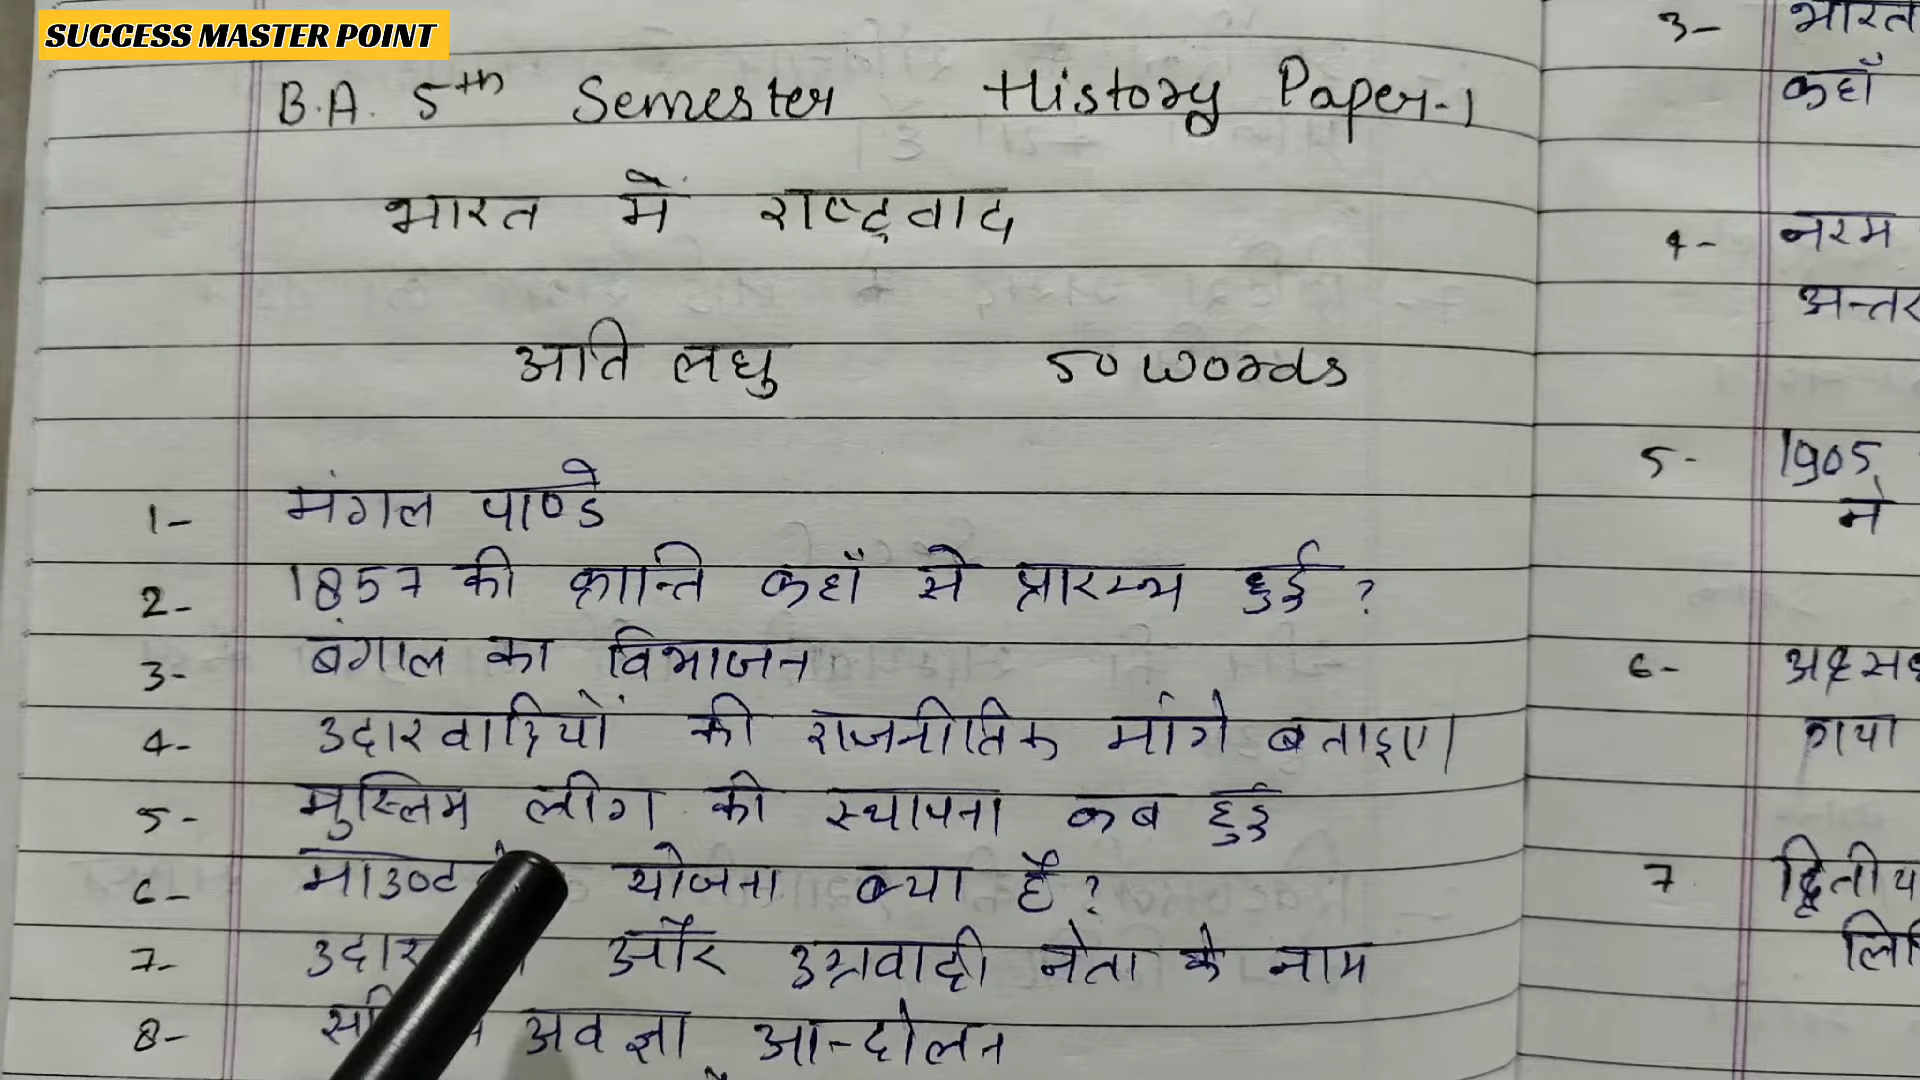 SUCCESS MASTER POINT
B.A. 5th Semester History Paper-1
भारत में राष्ट्रवाद
अति लघु 50 words
1- मंगल पाण्डे
2- 1857 की क्रान्ति कहाँ से प्रारम्भ हुई ?
3- बंगाल का विभाजन
4- उदारवादियों की राजनीतिक मांगे बताइए।
5- मुस्लिम लीग की स्थापना कब हुई
6- योजना क्या है ?
7- और उग्रवादी नेता के नाम
8- अवज्ञा आन्दोलन
3- भारत
कहाँ
4- नरम
अन्तर
5- 1905
ने
6-
गया
7 द्वितीय